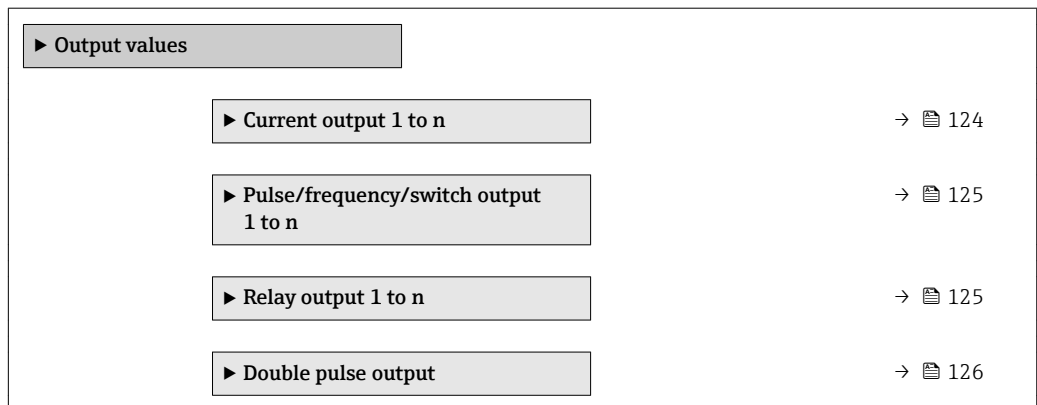 ▶ Output values
▶ Current output 1 to n → 124
▶ Pulse/frequency/switch output
1 to n → 125
▶ Relay output 1 to n → 125
▶ Double pulse output → 126